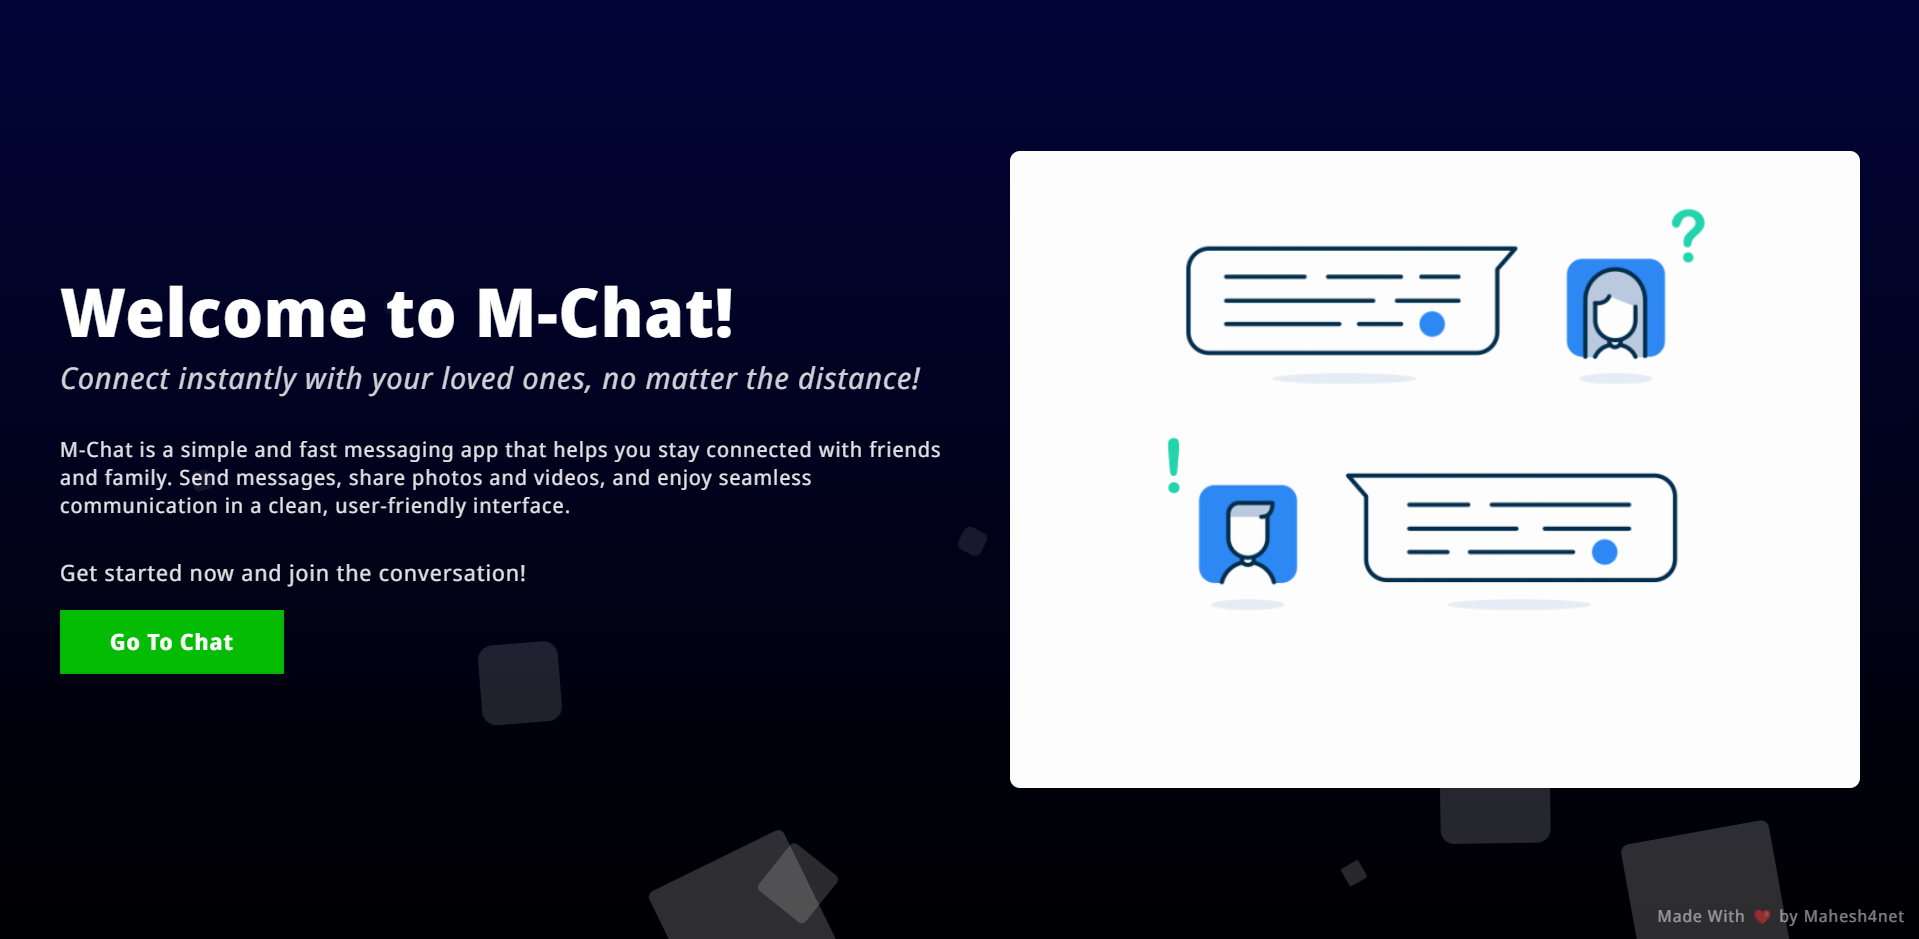 Welcome to M-Chat!
Connect instantly with your loved ones, no matter the distance!
M-Chat is a simple and fast messaging app that helps you stay connected with friends
and family. Send messages, share photos and videos, and enjoy seamless
communication in a clean, user-friendly interface.
Get started now and join the conversation!
Go To Chat
?
!
Made With ❤️ by Mahesh4net